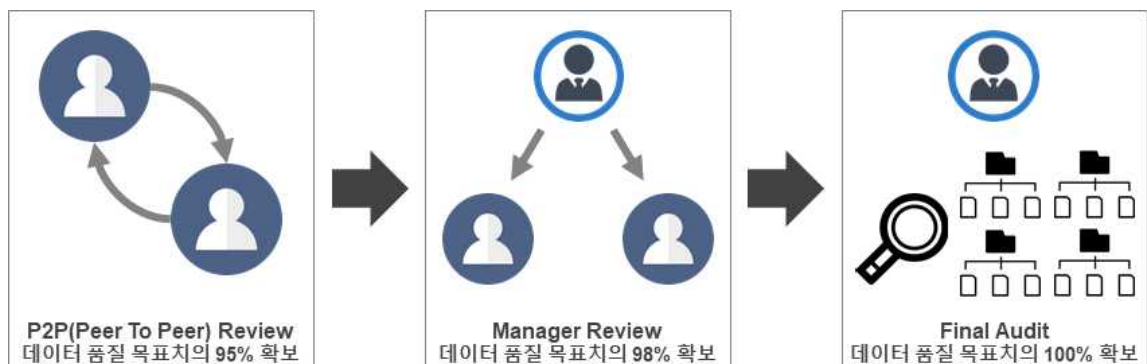 P2P(Peer To Peer) Review
데이터 품질 목표치의 95% 확보
Manager Review
데이터 품질 목표치의 98% 확보
Final Audit
데이터 품질 목표치의 100% 확보